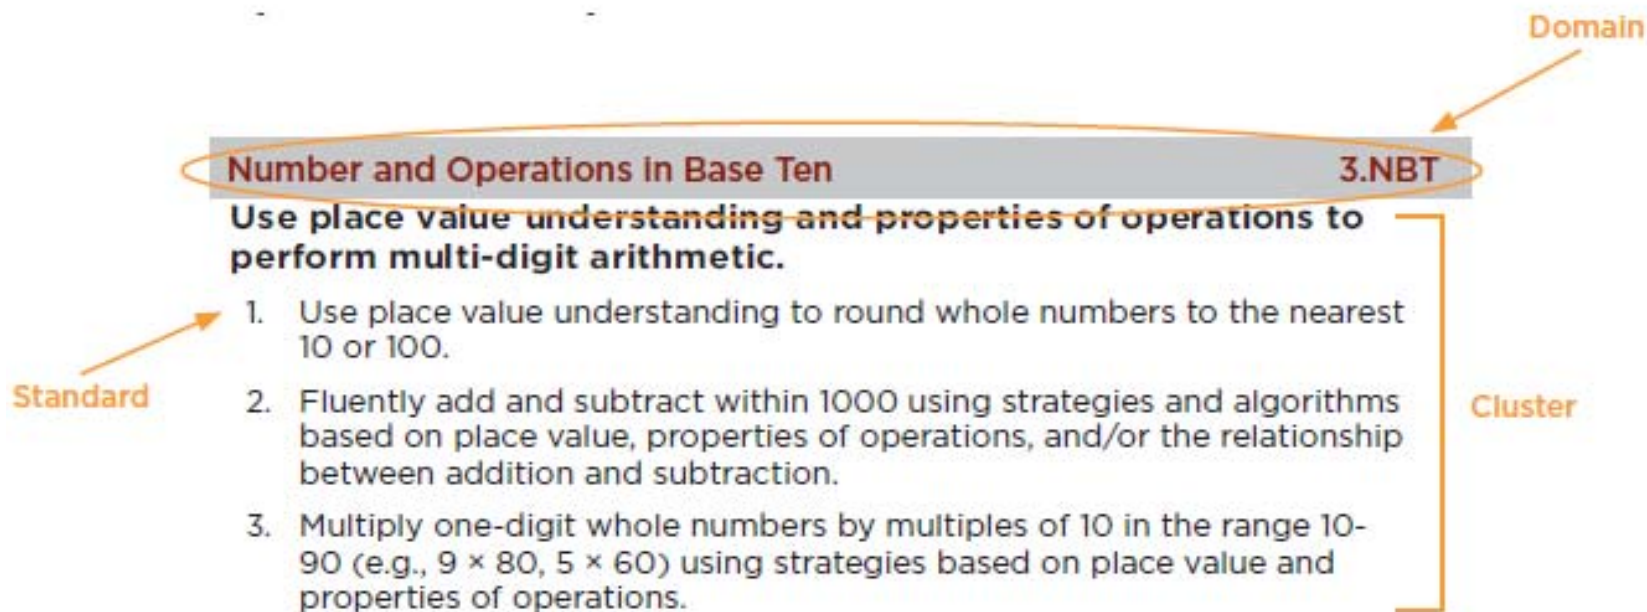 Domain
Number and Operations in Base Ten 3.NBT
Use place value understanding and properties of operations to
perform multi-digit arithmetic.
1. Use place value understanding to round whole numbers to the nearest
10 or 100.
Standard
2. Fluently add and subtract within 1000 using strategies and algorithms
based on place value, properties of operations, and/or the relationship
between addition and subtraction.
Cluster
3. Multiply one-digit whole numbers by multiples of 10 in the range 10-
90 (e.g., 9 × 80, 5 × 60) using strategies based on place value and
properties of operations.